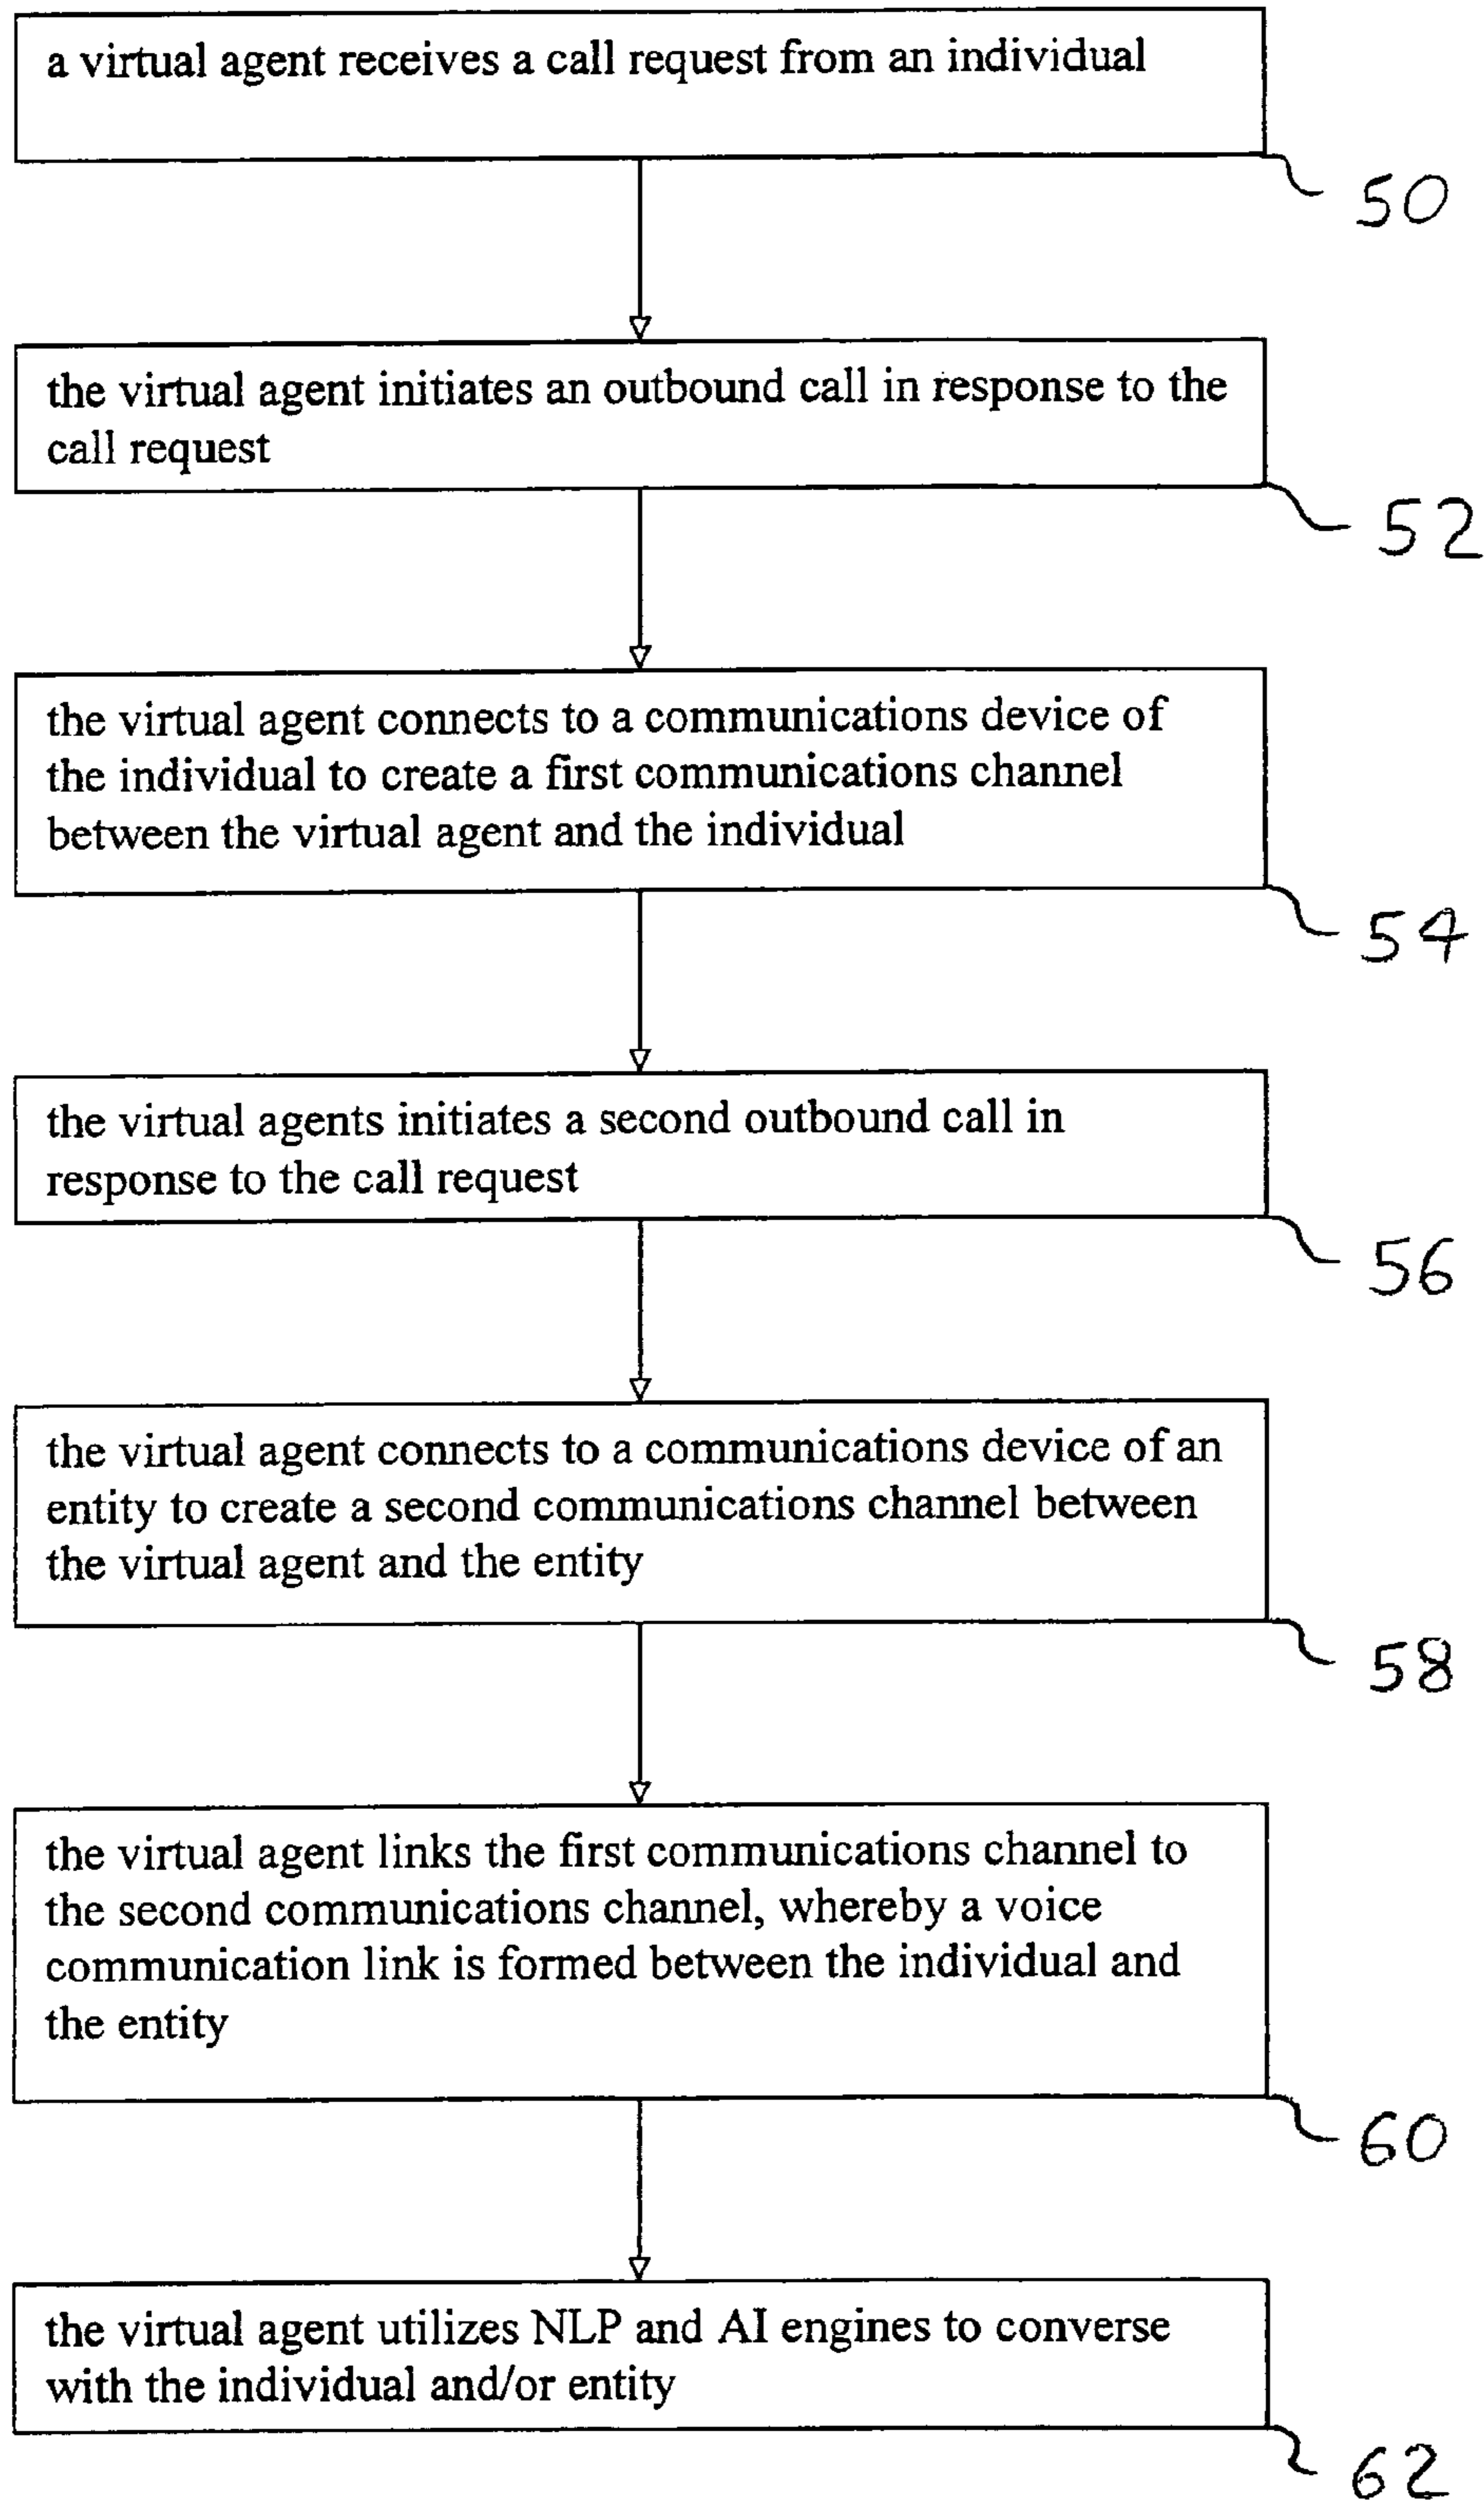 a virtual agent receives a call request from an individual
50
the virtual agent initiates an outbound call in response to the
call request
52
the virtual agent connects to a communications device of
the individual to create a first communications channel
between the virtual agent and the individual
54
the virtual agents initiates a second outbound call in
response to the call request
56
the virtual agent connects to a communications device of an
entity to create a second communications channel between
the virtual agent and the entity
58
the virtual agent links the first communications channel to
the second communications channel, whereby a voice
communication link is formed between the individual and
the entity
60
the virtual agent utilizes NLP and AI engines to converse
with the individual and/or entity
62